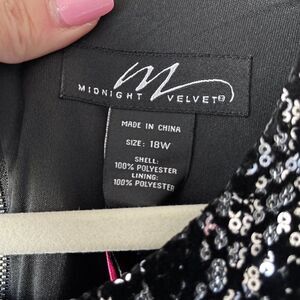 M
MIDNIGHT VELVET®
MADE IN CHINA
SIZE: 18W
SHELL:
100% POLYESTER
LINING:
100% POLYESTER